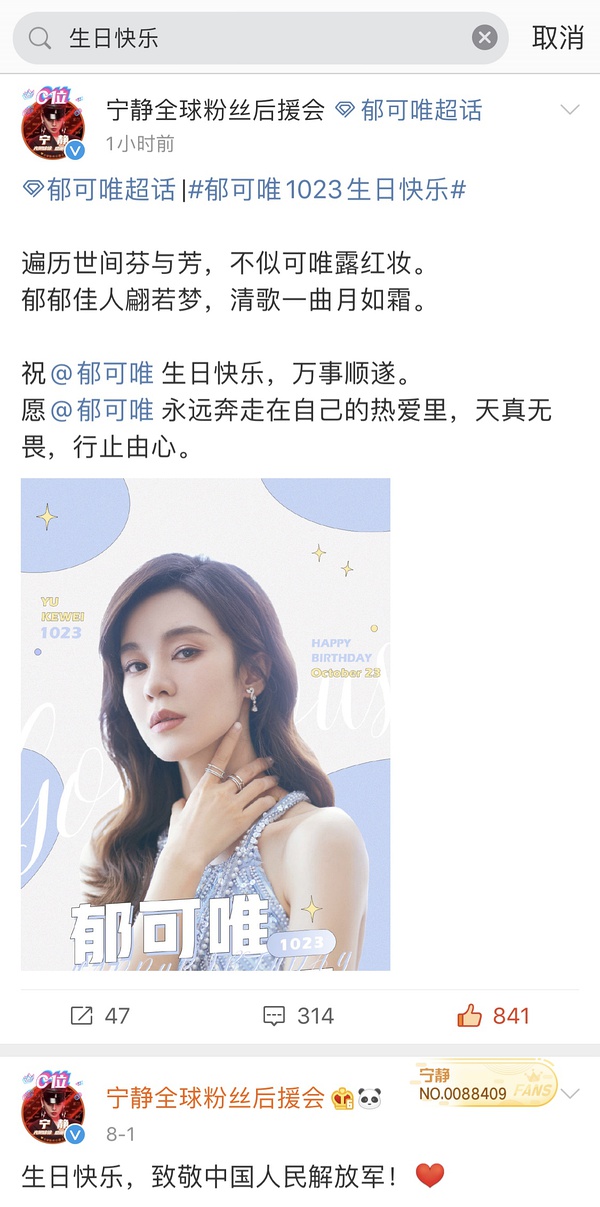 生日快乐
取消
C位
宁静
宁静全球粉丝后援会 郁可唯超话
1小时前
郁可唯超话|#郁可唯1023生日快乐#
遍历世间芬与芳，不似可唯露红妆。
郁郁佳人翩若梦，清歌一曲月如霜。
祝@郁可唯 生日快乐，万事顺遂。
愿@郁可唯 永远奔走在自己的热爱里，天真无
畏，行止由心。
YU
KEWEI
1023
HAPPY
BIRTHDAY
October 23
郁可唯
1023
47
314
841
C位
宁静
宁静全球粉丝后援会
宁静
NO.0088409
FANS
8-1
生日快乐，致敬中国人民解放军！